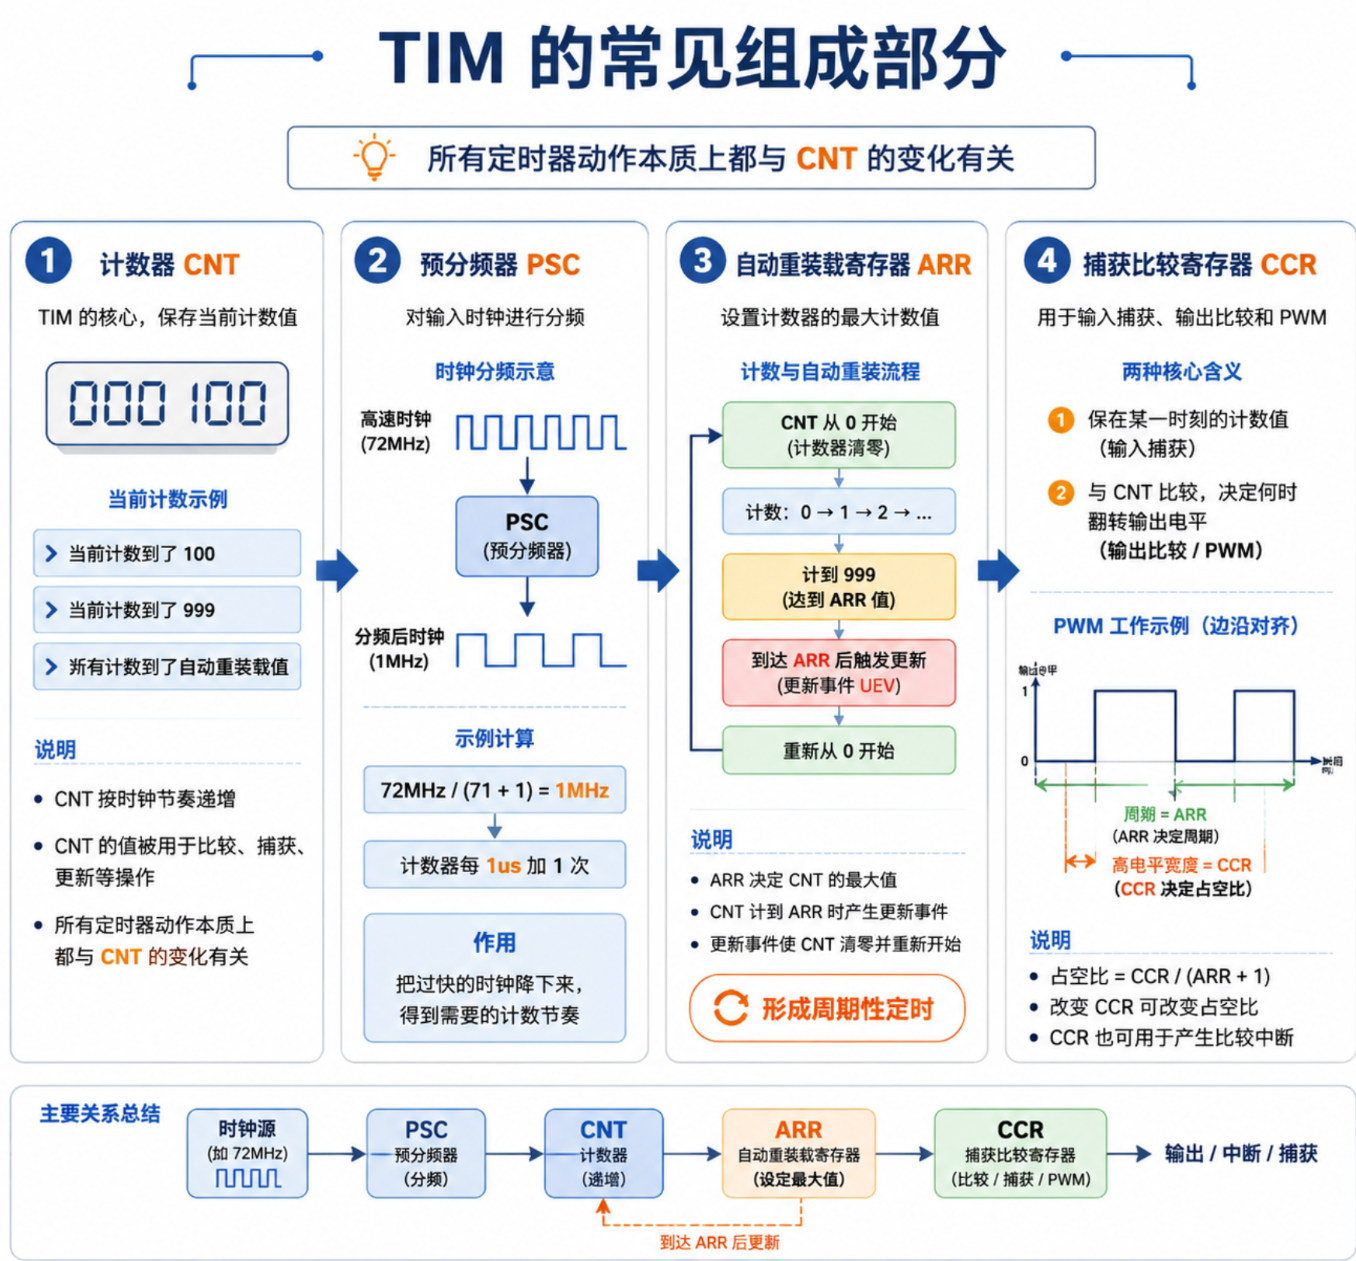 TIM 的常见组成部分
所有定时器动作本质上都与 CNT 的变化有关
1 计数器 CNT
TIM 的核心，保存当前计数值
000 100
当前计数示例
当前计数到了 100
当前计数到了 999
所有计数到了自动重装载值
说明
• CNT 按时钟节奏递增
• CNT 的值被用于比较、捕获、
更新等操作
• 所有定时器动作本质上
都与 CNT 的变化有关
2 预分频器 PSC
对输入时钟进行分频
时钟分频示意
高速时钟
(72MHz)
PSC
(预分频器)
分频后时钟
(1MHz)
示例计算
72MHz / (71 + 1) = 1MHz
计数器每 1us 加 1 次
作用
把过快的时钟降下来，
得到需要的计数节奏
3 自动重装载寄存器 ARR
设置计数器的最大计数值
计数与自动重装流程
CNT 从 0 开始
(计数器清零)
计数：0 → 1 → 2 → ...
计到 999
(达到 ARR 值)
到达 ARR 后触发更新
(更新事件 UEV)
重新从 0 开始
说明
• ARR 决定 CNT 的最大值
• CNT 计到 ARR 时产生更新事件
• 更新事件使 CNT 清零并重新开始
形成周期性定时
4 捕获比较寄存器 CCR
用于输入捕获、输出比较和 PWM
两种核心含义
1 保在某一时刻的计数值
（输入捕获）
2 与 CNT 比较，决定何时
翻转输出电平
（输出比较 / PWM）
PWM 工作示例（边沿对齐）
1
0
周期 = ARR
(ARR 决定周期)
高电平宽度 = CCR
(CCR 决定占空比)
说明
• 占空比 = CCR / (ARR + 1)
• 改变 CCR 可改变占空比
• CCR 也可用于产生比较中断
主要关系总结
时钟源
(如 72MHz)
PSC
预分频器
(分频)
CNT
计数器
(递增)
ARR
自动重装载寄存器
(设定最大值)
CCR
捕获比较寄存器
(比较 / 捕获 / PWM)
输出 / 中断 / 捕获
到达 ARR 后更新